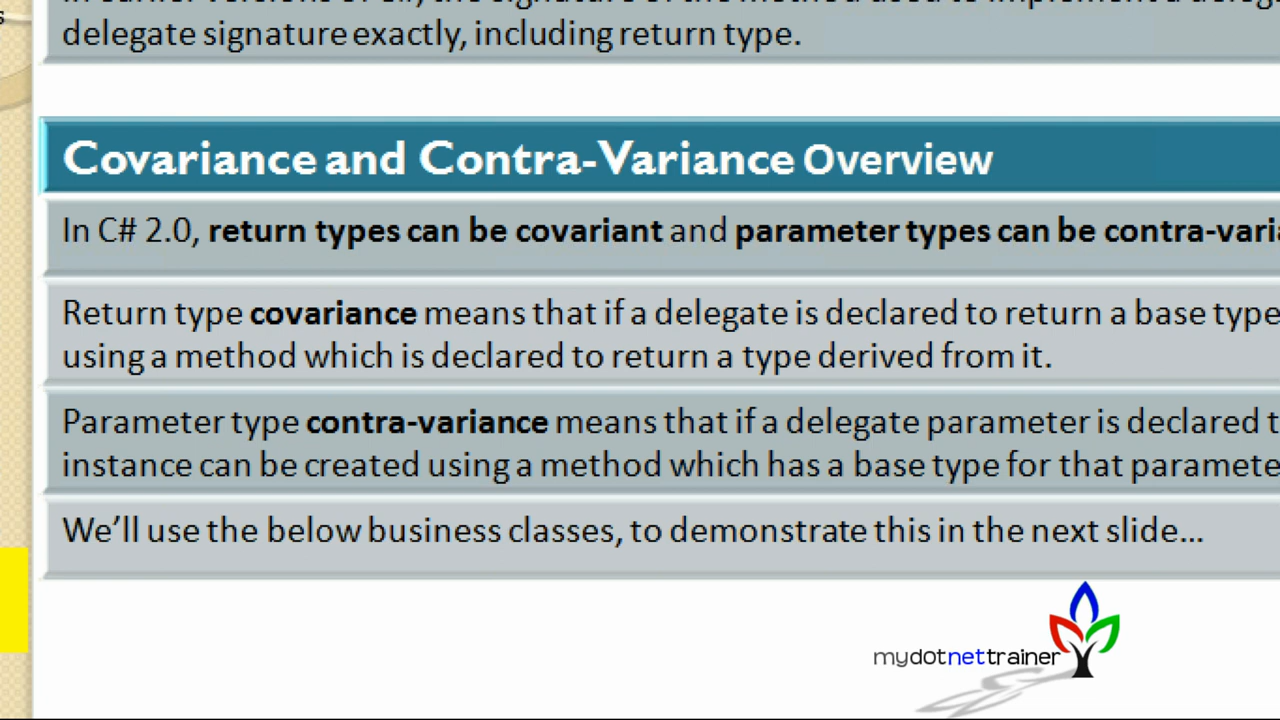 delegate signature exactly, including return type.
Covariance and Contra-Variance Overview
In C# 2.0, return types can be covariant and parameter types can be contra-vari
Return type covariance means that if a delegate is declared to return a base type
using a method which is declared to return a type derived from it.
Parameter type contra-variance means that if a delegate parameter is declared t
instance can be created using a method which has a base type for that paramete
We'll use the below business classes, to demonstrate this in the next slide...
mydotnettrainer